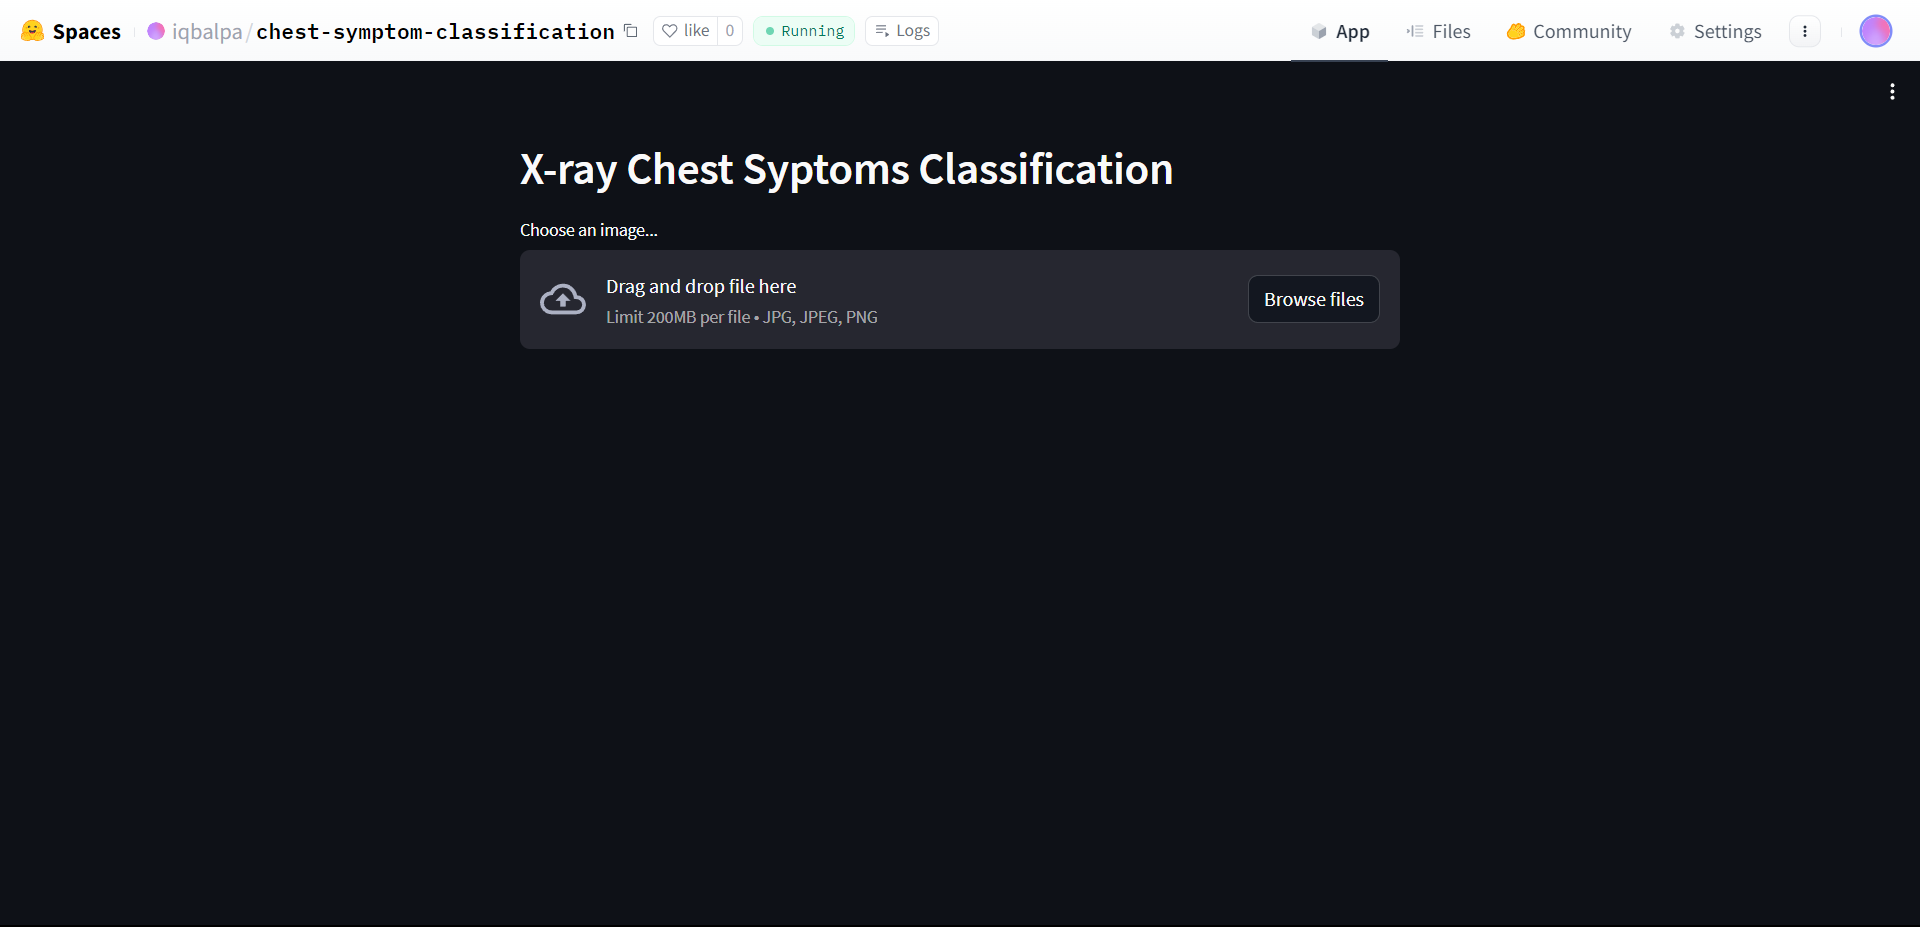 Spaces iqbalpa/chest-symptom-classification like 0 Running Logs App Files Community Settings
X-ray Chest Syptoms Classification
Choose an image...
Drag and drop file here
Limit 200MB per file • JPG, JPEG, PNG
Browse files